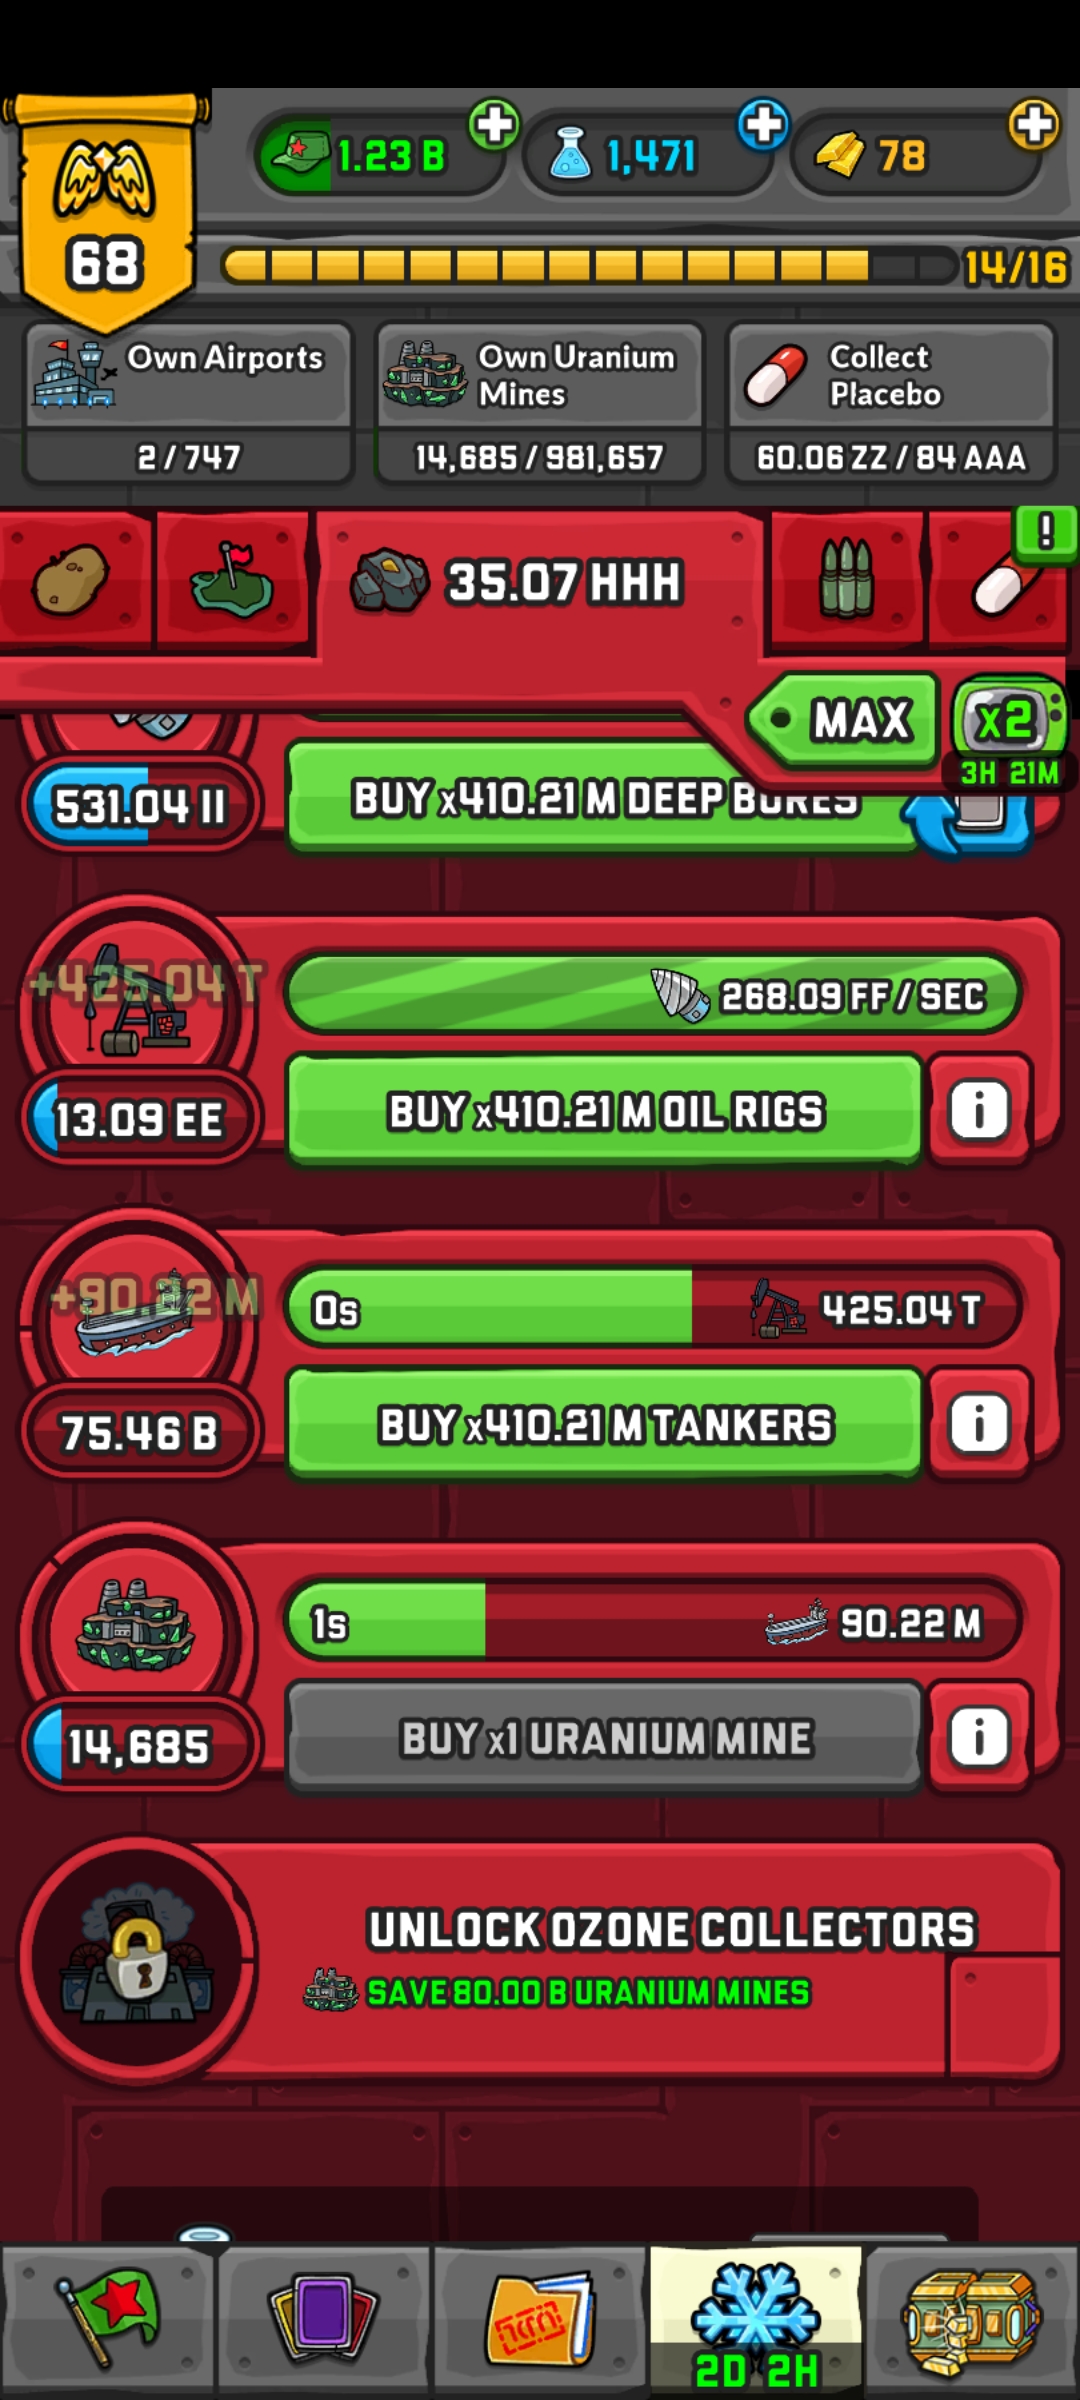 1.23 B
1,471
78
68
14/16
Own Airports
2/747
Own Uranium
Mines
14,685/981,657
Collect
Placebo
60.06 ZZ/84 AAA
35.07 HHH
!
MAX
x2
3H 21M
531.04 II
BUY x410.21 M DEEP BORES
+425.04 T
268.09 FF/SEC
13.09 EE
BUY x410.21 M OIL RIGS
i
+90.22 M
0s
425.04 T
75.46 B
BUY x410.21 M TANKERS
i
1s
90.22 M
14,685
BUY x1 URANIUM MINE
i
UNLOCK OZONE COLLECTORS
SAVE 80.00 B URANIUM MINES
2D 2H